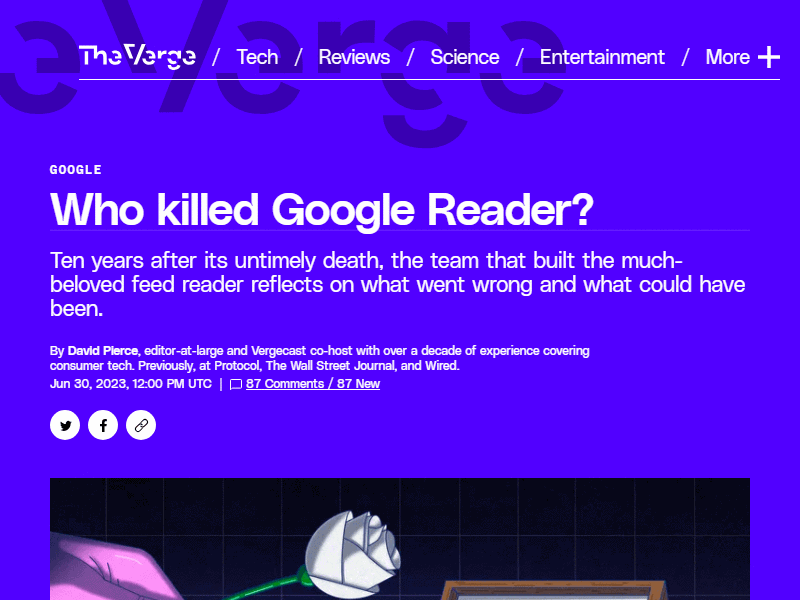 The Verge / Tech / Reviews / Science / Entertainment / More +
GOOGLE
Who killed Google Reader?
Ten years after its untimely death, the team that built the much-
beloved feed reader reflects on what went wrong and what could have
been.
By David Pierce, editor-at-large and Vergecast co-host with over a decade of experience covering
consumer tech. Previously, at Protocol, The Wall Street Journal, and Wired.
Jun 30, 2023, 12:00 PM UTC | 87 Comments / 87 New